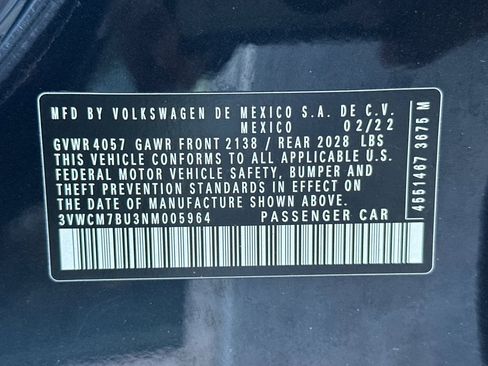 MFD BY VOLKSWAGEN DE MEXICO S.A. DE C.V.
MEXICO 02/22
GVWR 4057 GAWR FRONT 2138 / REAR 2028 LBS
THIS VEHICLE CONFORMS TO ALL APPLICABLE U.S.
FEDERAL MOTOR VEHICLE SAFETY, BUMPER AND
THEFT PREVENTION STANDARDS IN EFFECT ON THE
DATE OF MANUFACTURE SHOWN ABOVE.
3VWCM7BU3NM005964 PASSENGER CAR
4551467 3675 M